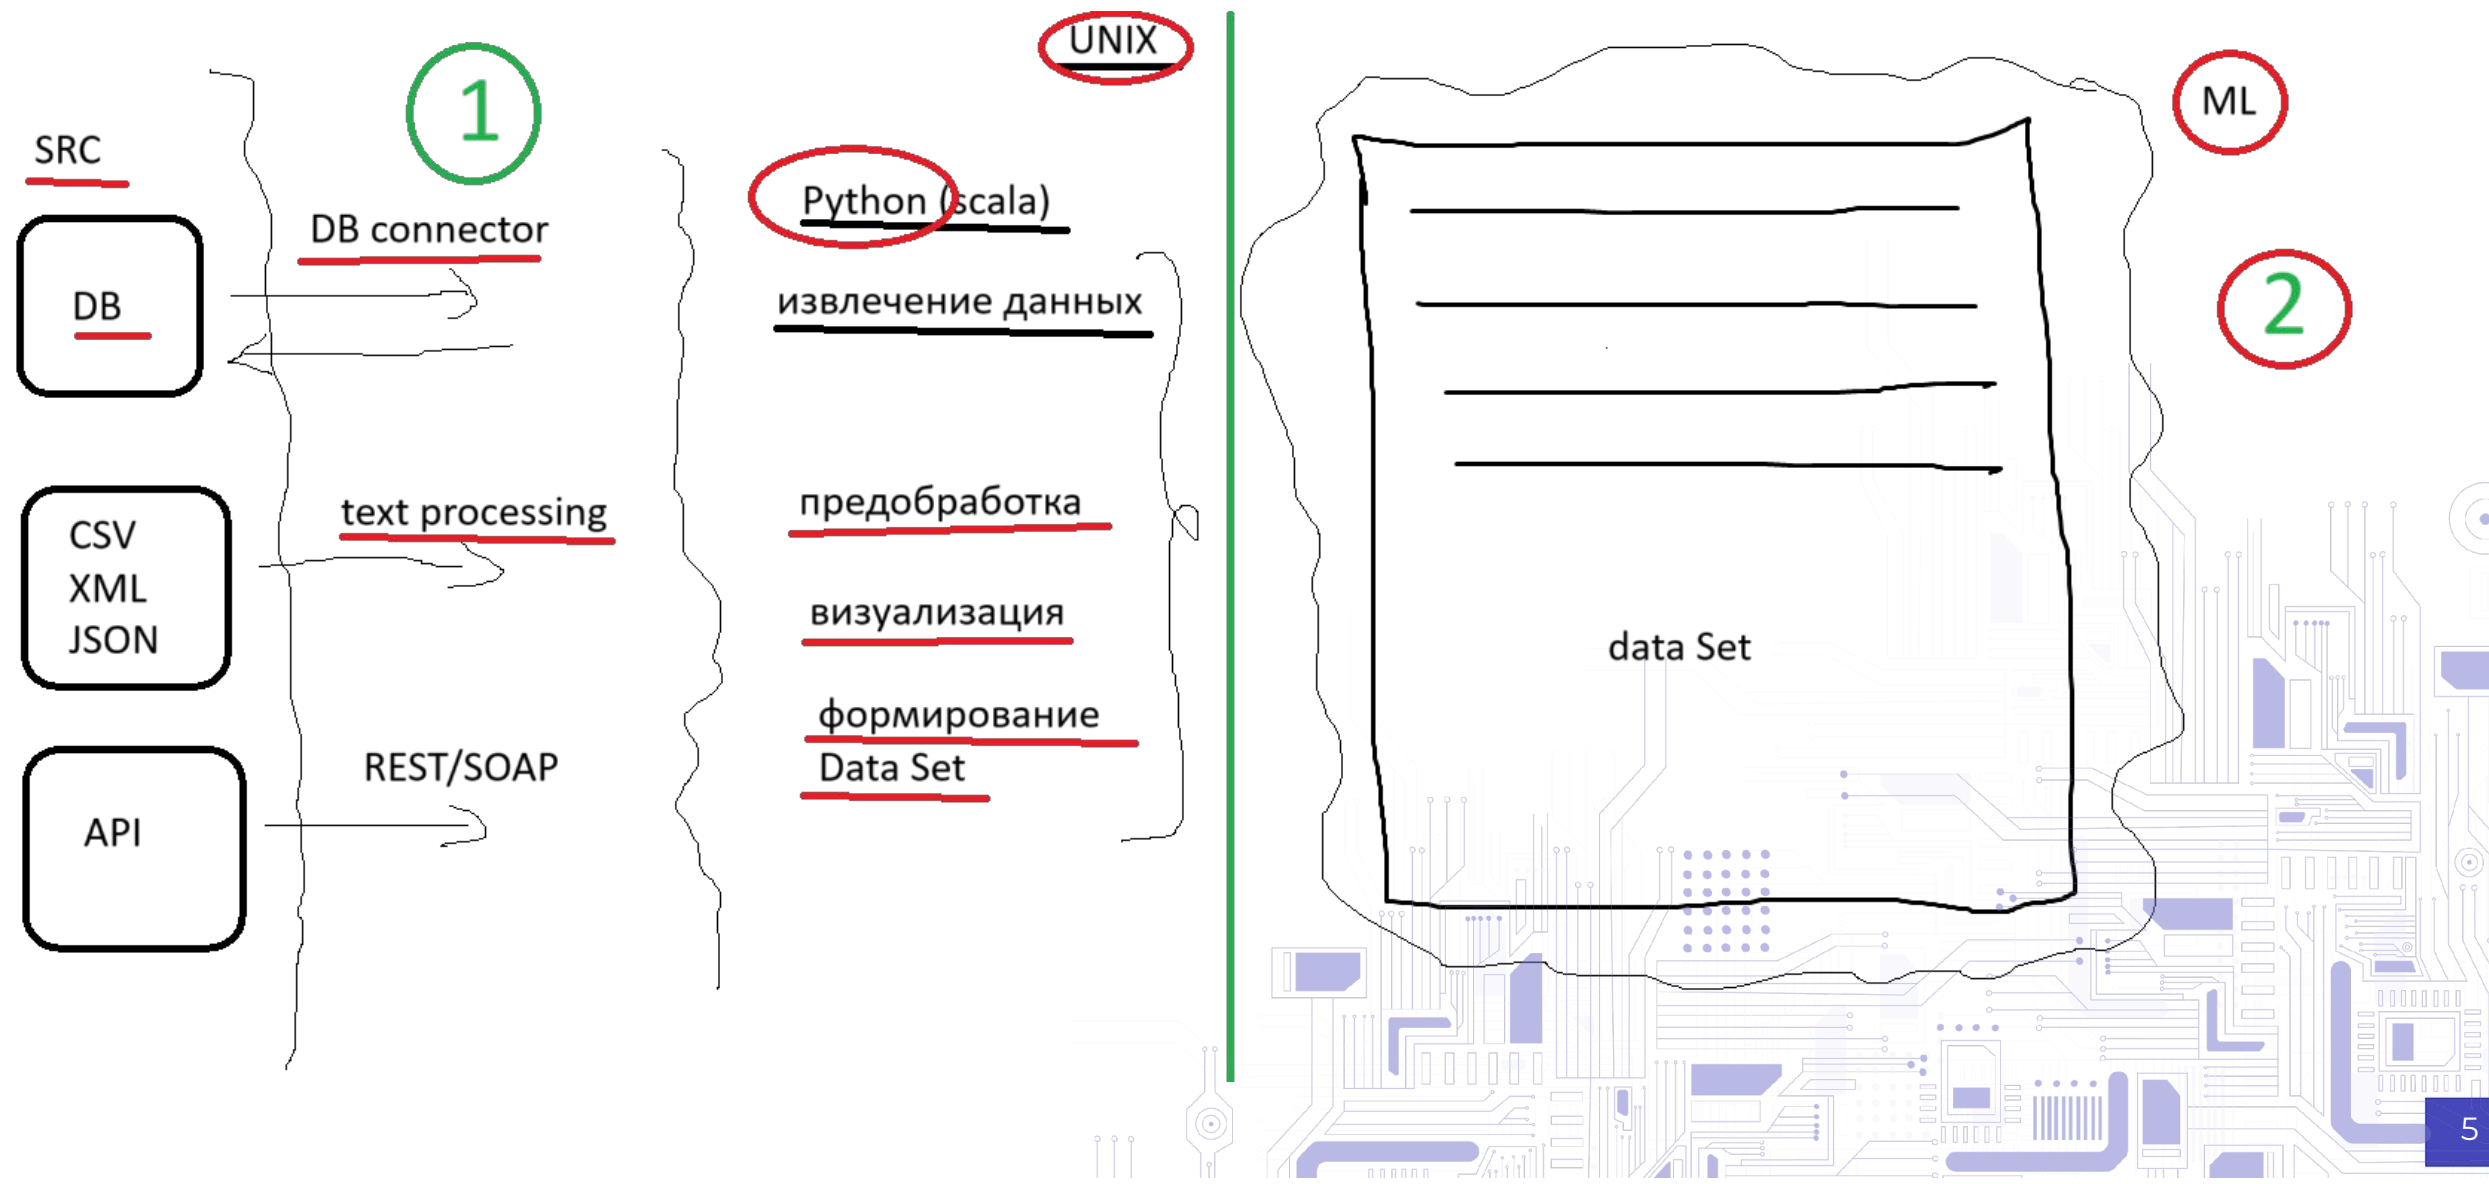 SRC
DB
CSV
XML
JSON
API
1
DB connector
text processing
REST/SOAP
UNIX
Python (scala)
извлечение данных
предобработка
визуализация
формирование
Data Set
ML
2
data Set
5